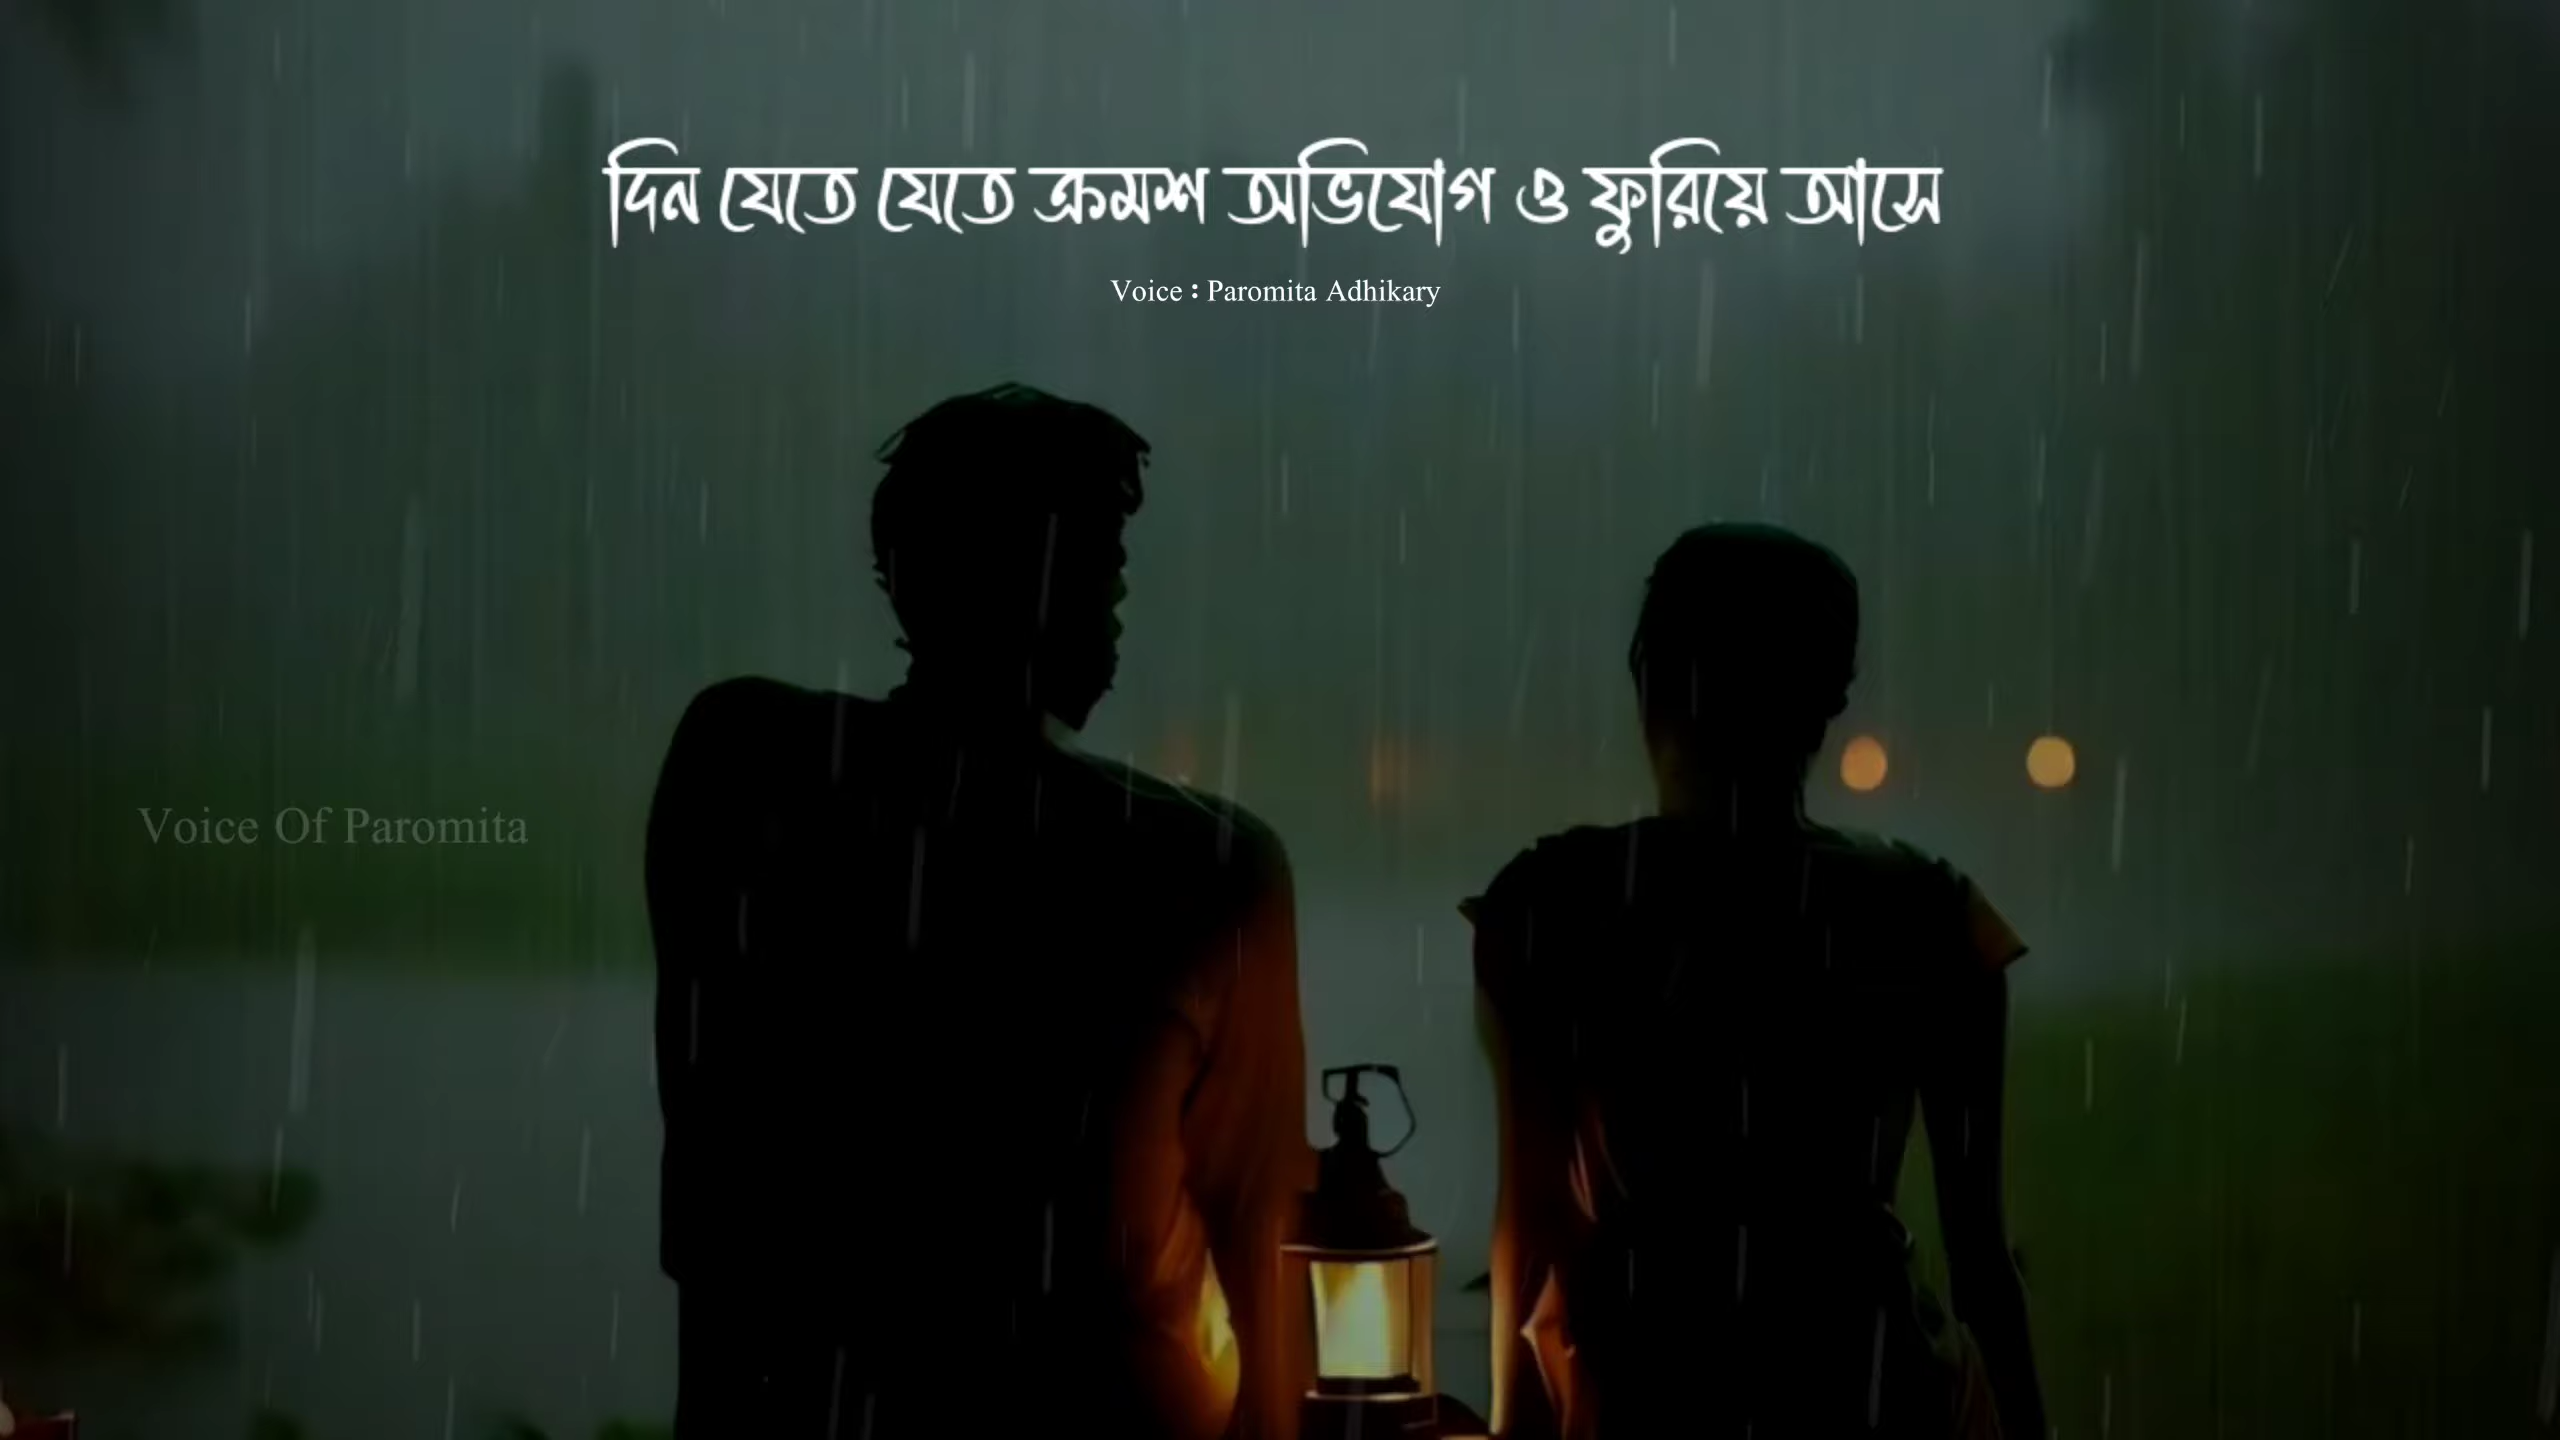 দিন যেতে যেতে ক্রমশ অভিযোগ ও ফুরিয়ে আসে
Voice : Paromita Adhikary
Voice Of Paromita